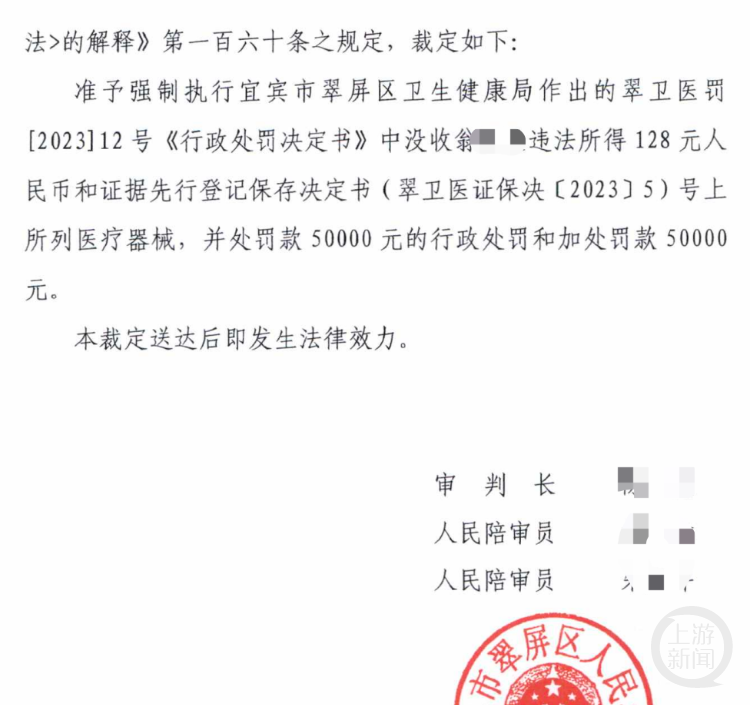 法>的解释》第一百六十条之规定，裁定如下：
准予强制执行宜宾市翠屏区卫生健康局作出的翠卫医罚
[2023]12号《行政处罚决定书》中没收翁违法所得128元人
民币和证据先行登记保存决定书（翠卫医证保决〔2023〕5）号上
所列医疗器械，并处罚款50000元的行政处罚和加处罚款50000
元。
本裁定送达后即发生法律效力。
审 判 长
人民陪审员
人民陪审员
市翠屏区人民
上游
新闻